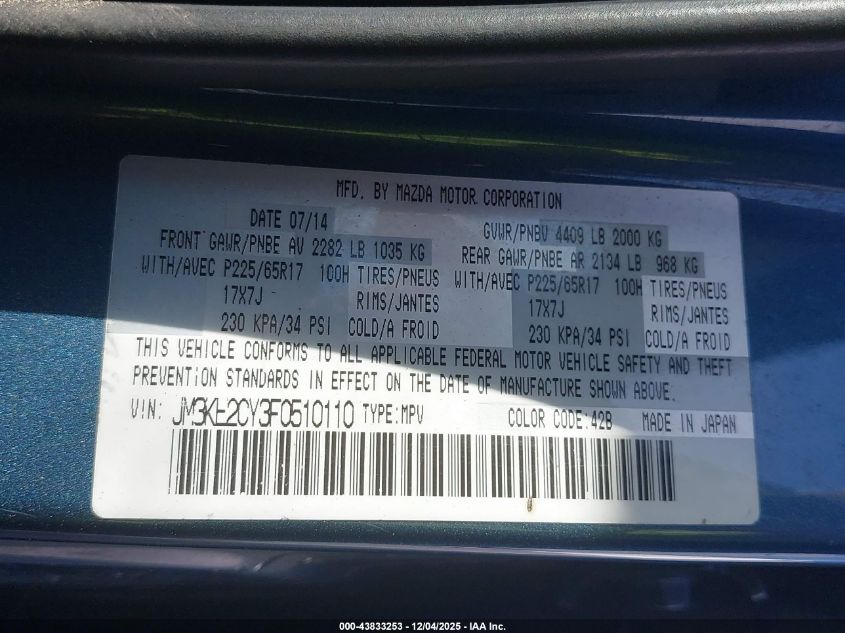 MFD. BY MAZDA MOTOR CORPORATION
DATE 07/14 GVWR/PNBV 4409 LB 2000 KG
FRONT GAWR/PNBE AV 2282 LB 1035 KG REAR GAWR/PNBE AR 2134 LB 968 KG
WITH/AVEC P225/65R17 100H TIRES/PNEUS WITH/AVEC P225/65R17 100H TIRES/PNEUS
17X7J RIMS/JANTES 17X7J RIMS/JANTES
230 KPA/34 PSI COLD/A FROID 230 KPA/34 PSI COLD/A FROID
THIS VEHICLE CONFORMS TO ALL APPLICABLE FEDERAL MOTOR VEHICLE SAFETY AND THEFT
PREVENTION STANDARDS IN EFFECT ON THE DATE OF MANUFACTURE SHOWN ABOVE.
VIN: JM3KE2CY3F0510110 TYPE:MPV COLOR CODE:42B MADE IN JAPAN
000-43833253 - 12/04/2025 - IAA Inc.